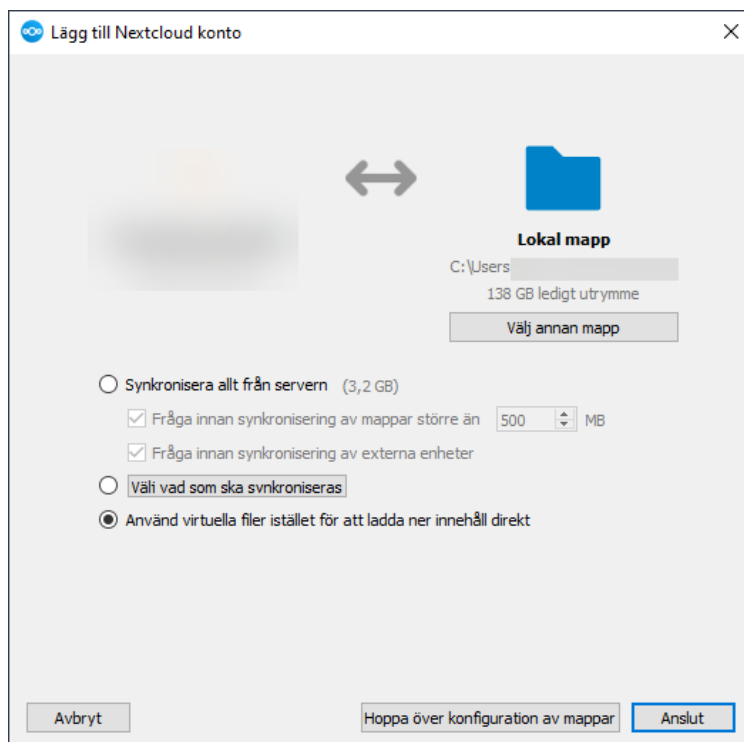 Lägg till Nextcloud konto
Lokal mapp
C:\Users
138 GB ledigt utrymme
Välj annan mapp
Synkronisera allt från servern (3,2 GB)
Fråga innan synkronisering av mappar större än 500 MB
Fråga innan synkronisering av externa enheter
Välj vad som ska synkroniseras
Använd virtuella filer istället för att ladda ner innehåll direkt
Avbryt
Hoppa över konfiguration av mappar
Anslut